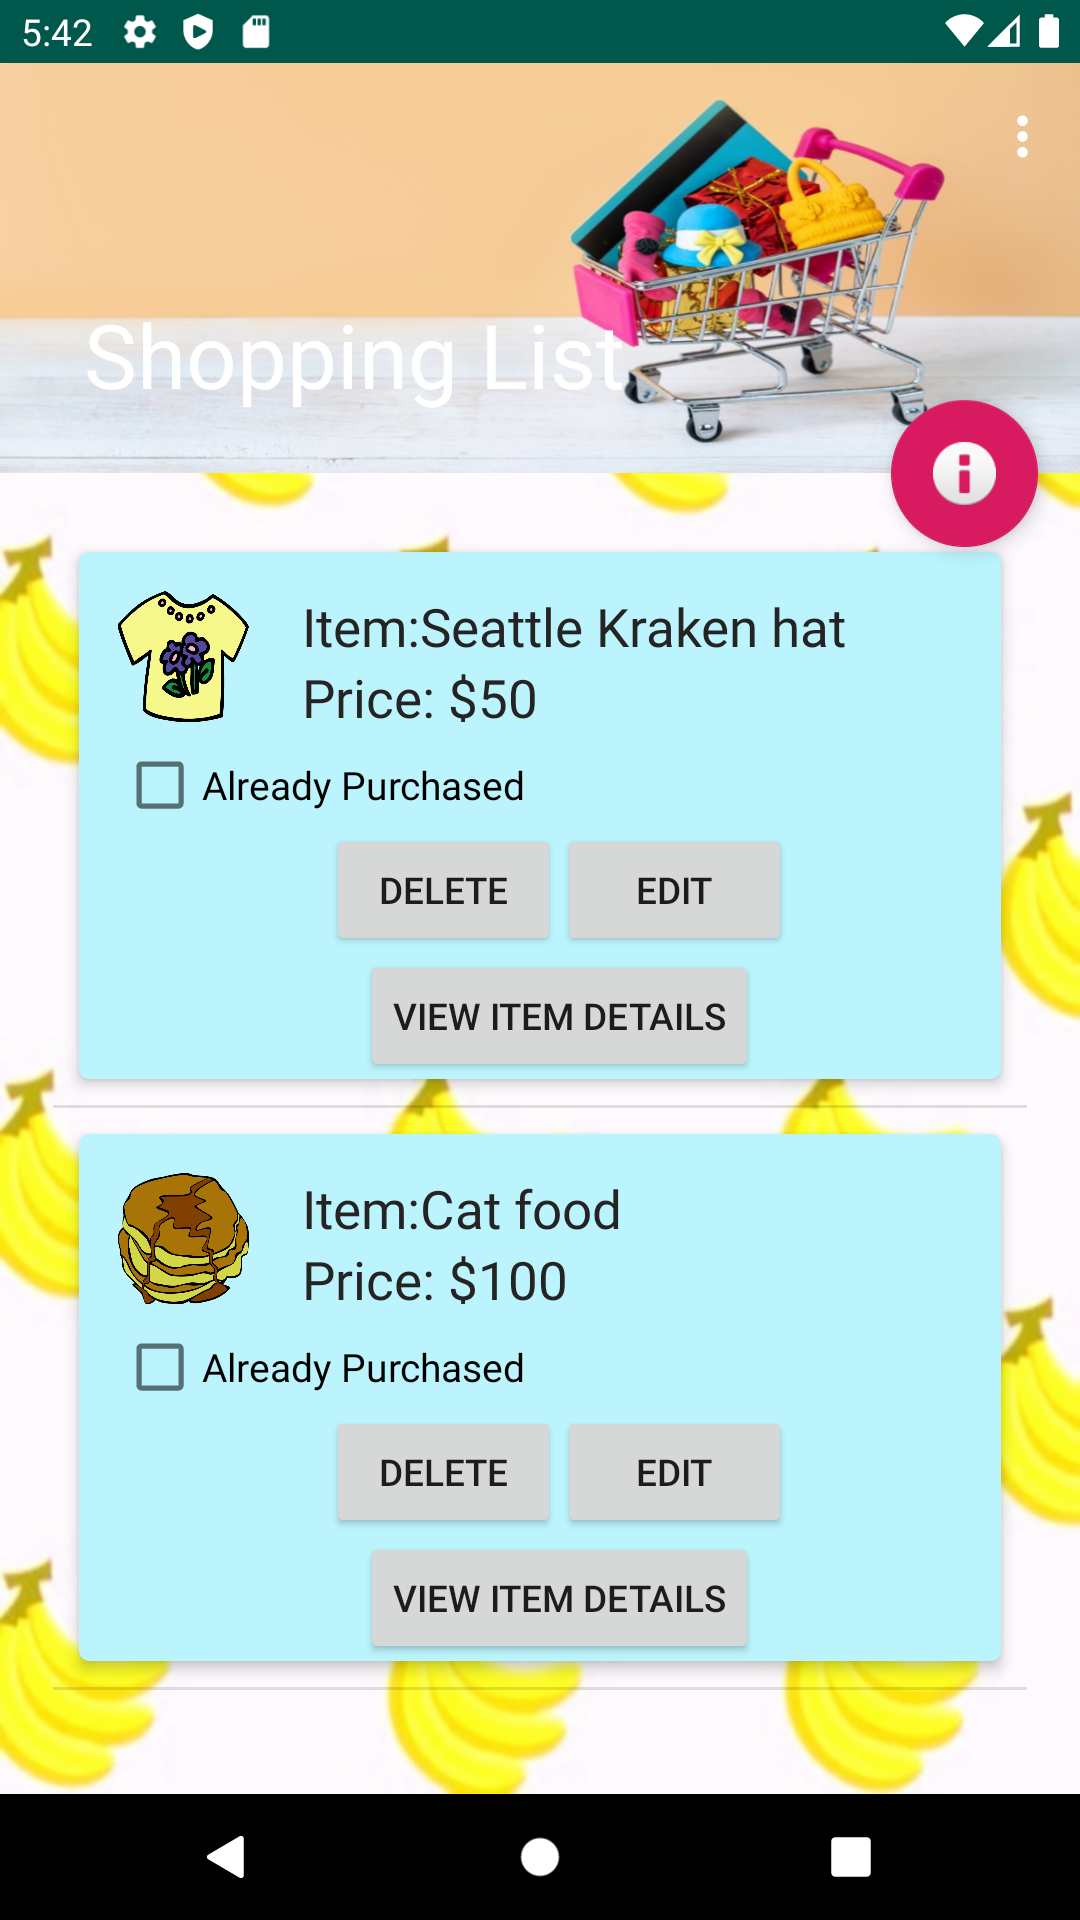 5:42
Shopping List
Item:Seattle Kraken hat
Price: $50
Already Purchased
DELETE
EDIT
VIEW ITEM DETAILS
Item:Cat food
Price: $100
Already Purchased
DELETE
EDIT
VIEW ITEM DETAILS